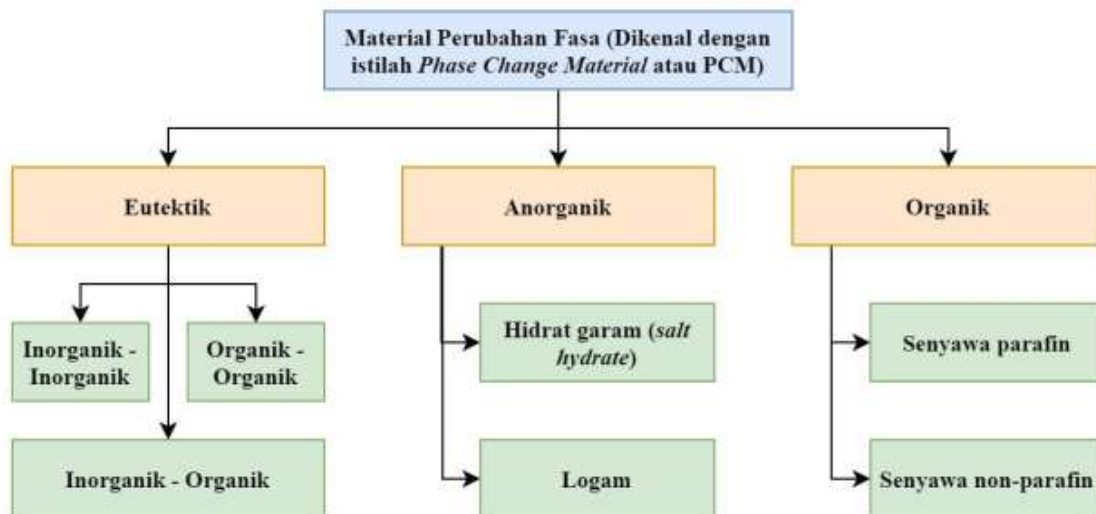 Material Perubahan Fasa (Dikenal dengan
istilah Phase Change Material atau PCM)
Eutektik
Anorganik
Organik
Inorganik -
Inorganik
Organik -
Organik
Inorganik - Organik
Hidrat garam (salt
hydrate)
Logam
Senyawa parafin
Senyawa non-parafin